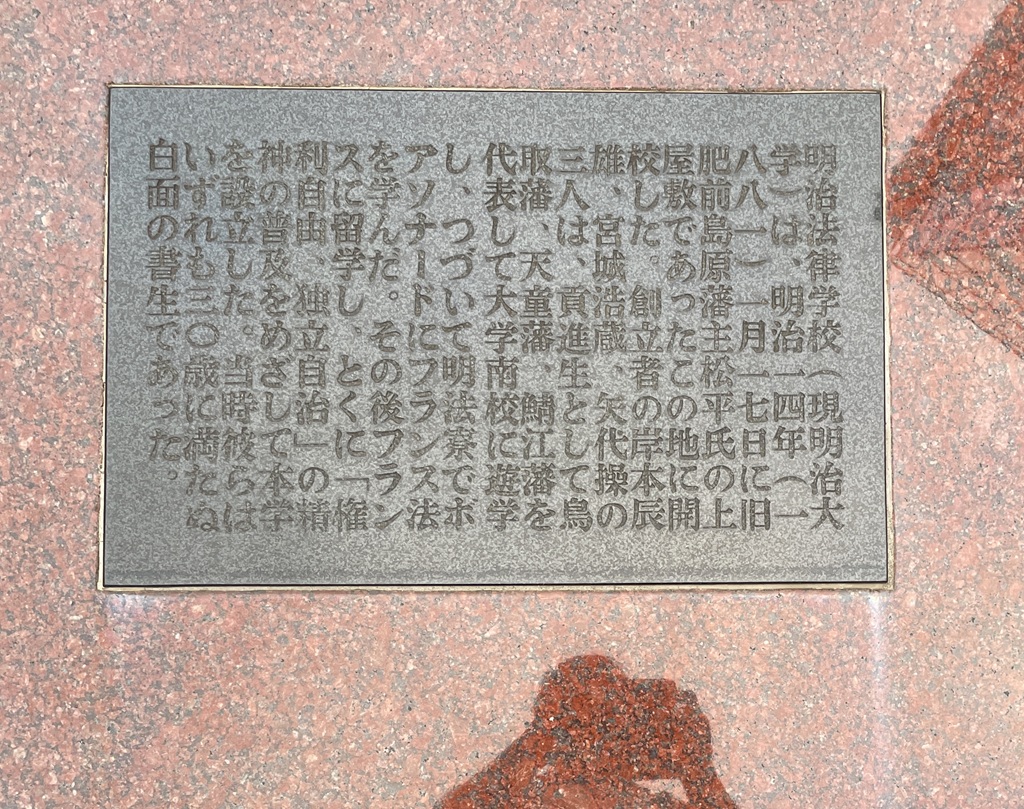 明治法律学校（現明治大
学）は、明治一四年（一
八八一）一月一七日に旧
肥前島原藩主松平氏の上
屋敷であったこの地に開
校した。創立者の岸本辰
雄、宮城浩蔵、矢代操の
三人は、貢進生として鳥
取藩、天童藩、鯖江藩を
代表して大学南校に遊学
し、つづいて明法寮でボ
アソナードにフランス法
を学んだ。その後フラン
スに留学し、とくに「権
利自由、独立自治」の精
神の普及をめざして本学
を設立した。当時彼らは
いずれも三〇歳に満たぬ
白面の書生であった。